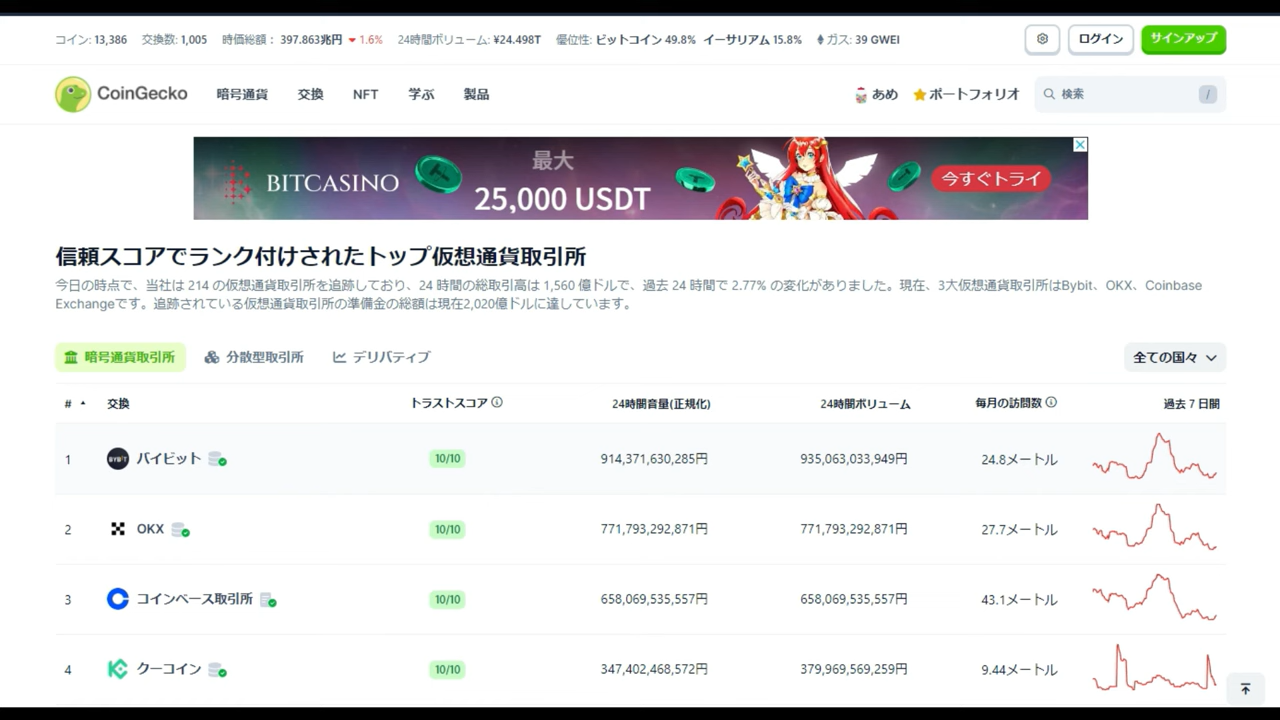 コイン: 13,386 交換数: 1,005 時価総額： 397.863兆円 1.6% 24時間ボリューム: ¥24.498T 優位性: ビットコイン 49.8% イーサリアム 15.8% ガス: 39 GWEI ログイン サインアップ
CoinGecko 暗号通貨 交換 NFT 学ぶ 製品 あめ ポートフォリオ 検索 /
BITCASINO 最大 25,000 USDT 今すぐトライ
信頼スコアでランク付けされたトップ仮想通貨取引所
今日の時点で、当社は 214 の仮想通貨取引所を追跡しており、24 時間の総取引高は 1,560 億ドルで、過去 24 時間で 2.77% の変化がありました。現在、3大仮想通貨取引所はBybit、OKX、Coinbase
Exchangeです。追跡されている仮想通貨取引所の準備金の総額は現在2,020億ドルに達しています。
暗号通貨取引所 分散型取引所 デリバティブ 全ての国々
# 交換 トラストスコア 24時間音量(正規化) 24時間ボリューム 毎月の訪問数 過去 7 日間
1 BYBIT バイビット 10/10 914,371,630,285円 935,063,033,949円 24.8メートル
2 OKX 10/10 771,793,292,871円 771,793,292,871円 27.7メートル
3 コインベース取引所 10/10 658,069,535,557円 658,069,535,557円 43.1メートル
4 クーコイン 10/10 347,402,468,572円 379,969,569,259円 9.44メートル